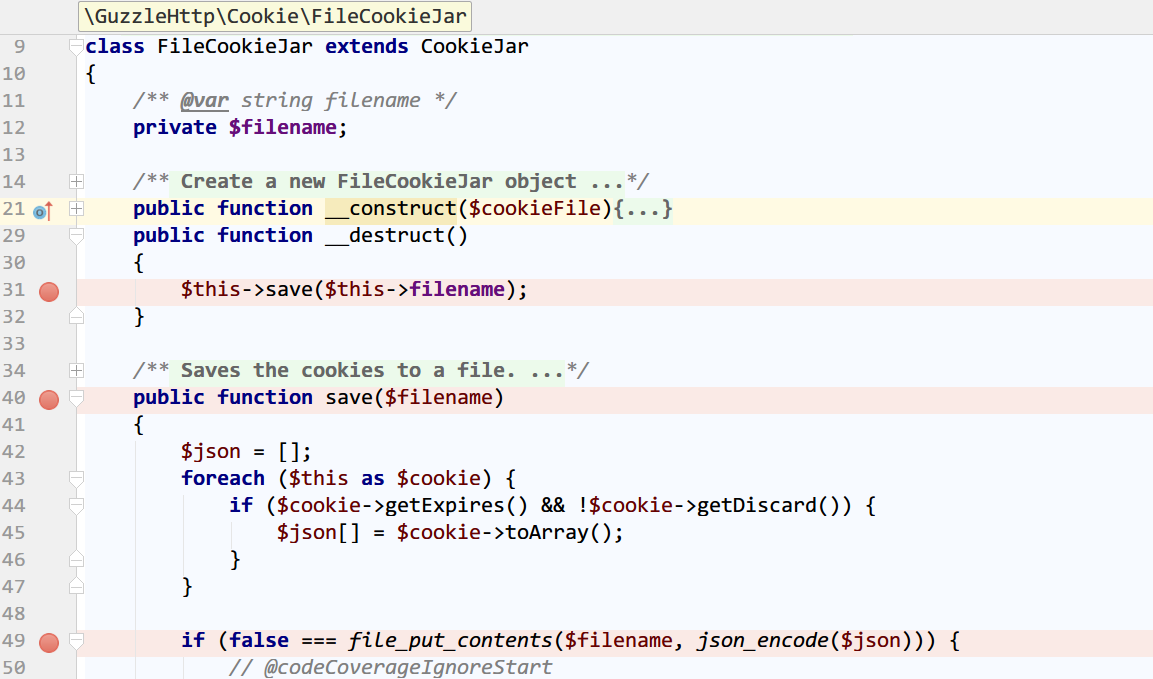 \GuzzleHttp\Cookie\FileCookieJar
9 class FileCookieJar extends CookieJar
10 {
11 /** @var string filename */
12 private $filename;
13
14 /** Create a new FileCookieJar object ...*/
21 public function __construct($cookieFile){...}
29 public function __destruct()
30 {
31 $this->save($this->filename);
32 }
33
34 /** Saves the cookies to a file. ...*/
40 public function save($filename)
41 {
42 $json = [];
43 foreach ($this as $cookie) {
44 if ($cookie->getExpires() && !$cookie->getDiscard()) {
45 $json[] = $cookie->toArray();
46 }
47 }
48
49 if (false === file_put_contents($filename, json_encode($json))) {
50 // @codeCoverageIgnoreStart